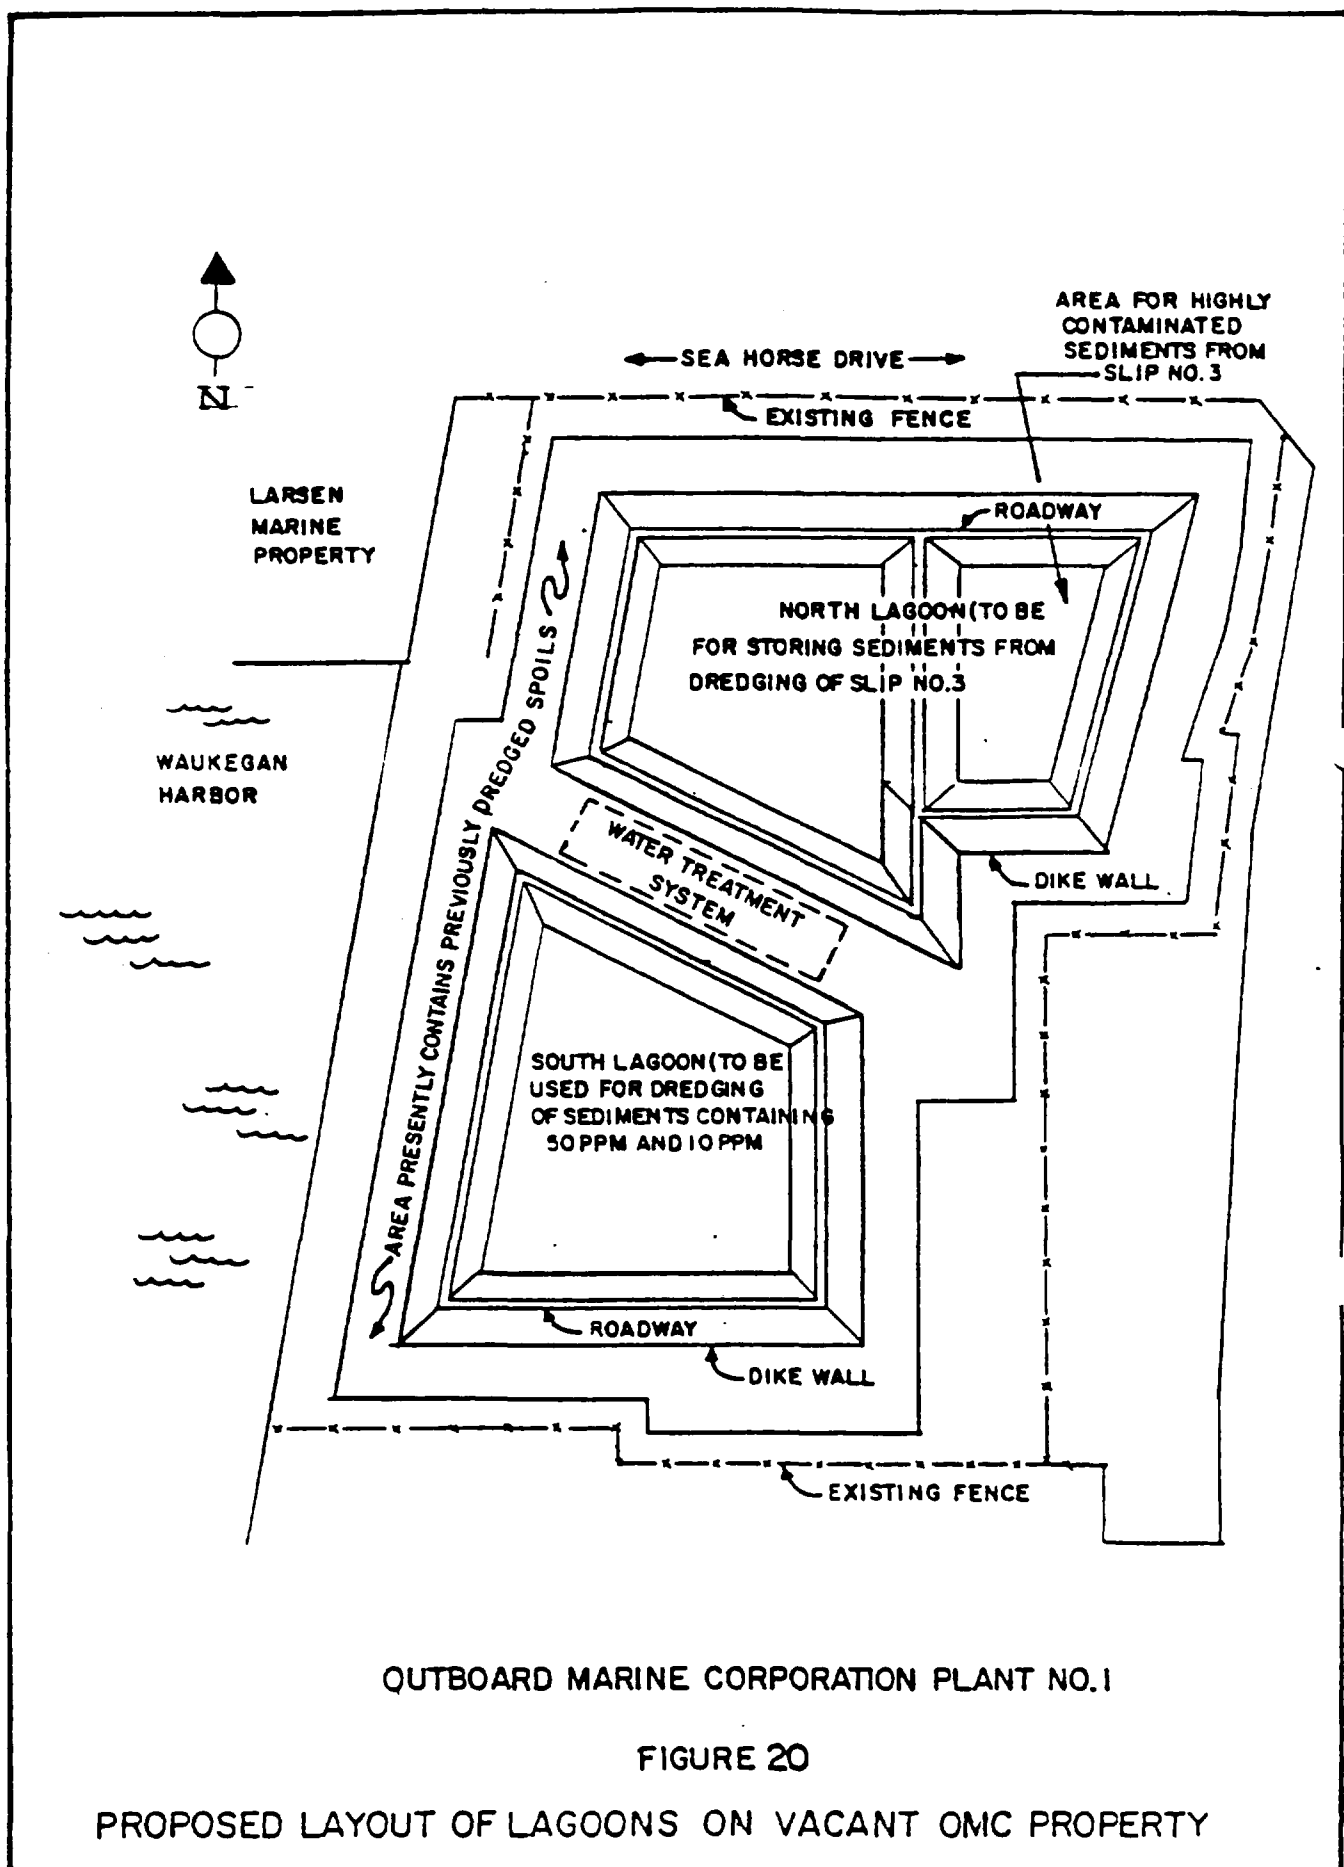 AREA FOR HIGHLY
CONTAMINATED
SEDIMENTS FROM
SLIP NO. 3
SEA HORSE DRIVE
N
EXISTING FENCE
LARSEN
MARINE
PROPERTY
ROADWAY
NORTH LAGOON (TO BE
FOR STORING SEDIMENTS FROM
DREDGING OF SLIP NO.3
AREA PRESENTLY CONTAINS PREVIOUSLY DREDGED SPOILS
WAUKEGAN
HARBOR
WATER TREATMENT
SYSTEM
DIKE WALL
SOUTH LAGOON (TO BE
USED FOR DREDGING
OF SEDIMENTS CONTAINING
50 PPM AND 10 PPM
ROADWAY
DIKE WALL
EXISTING FENCE
OUTBOARD MARINE CORPORATION PLANT NO. 1
FIGURE 20
PROPOSED LAYOUT OF LAGOONS ON VACANT OMC PROPERTY